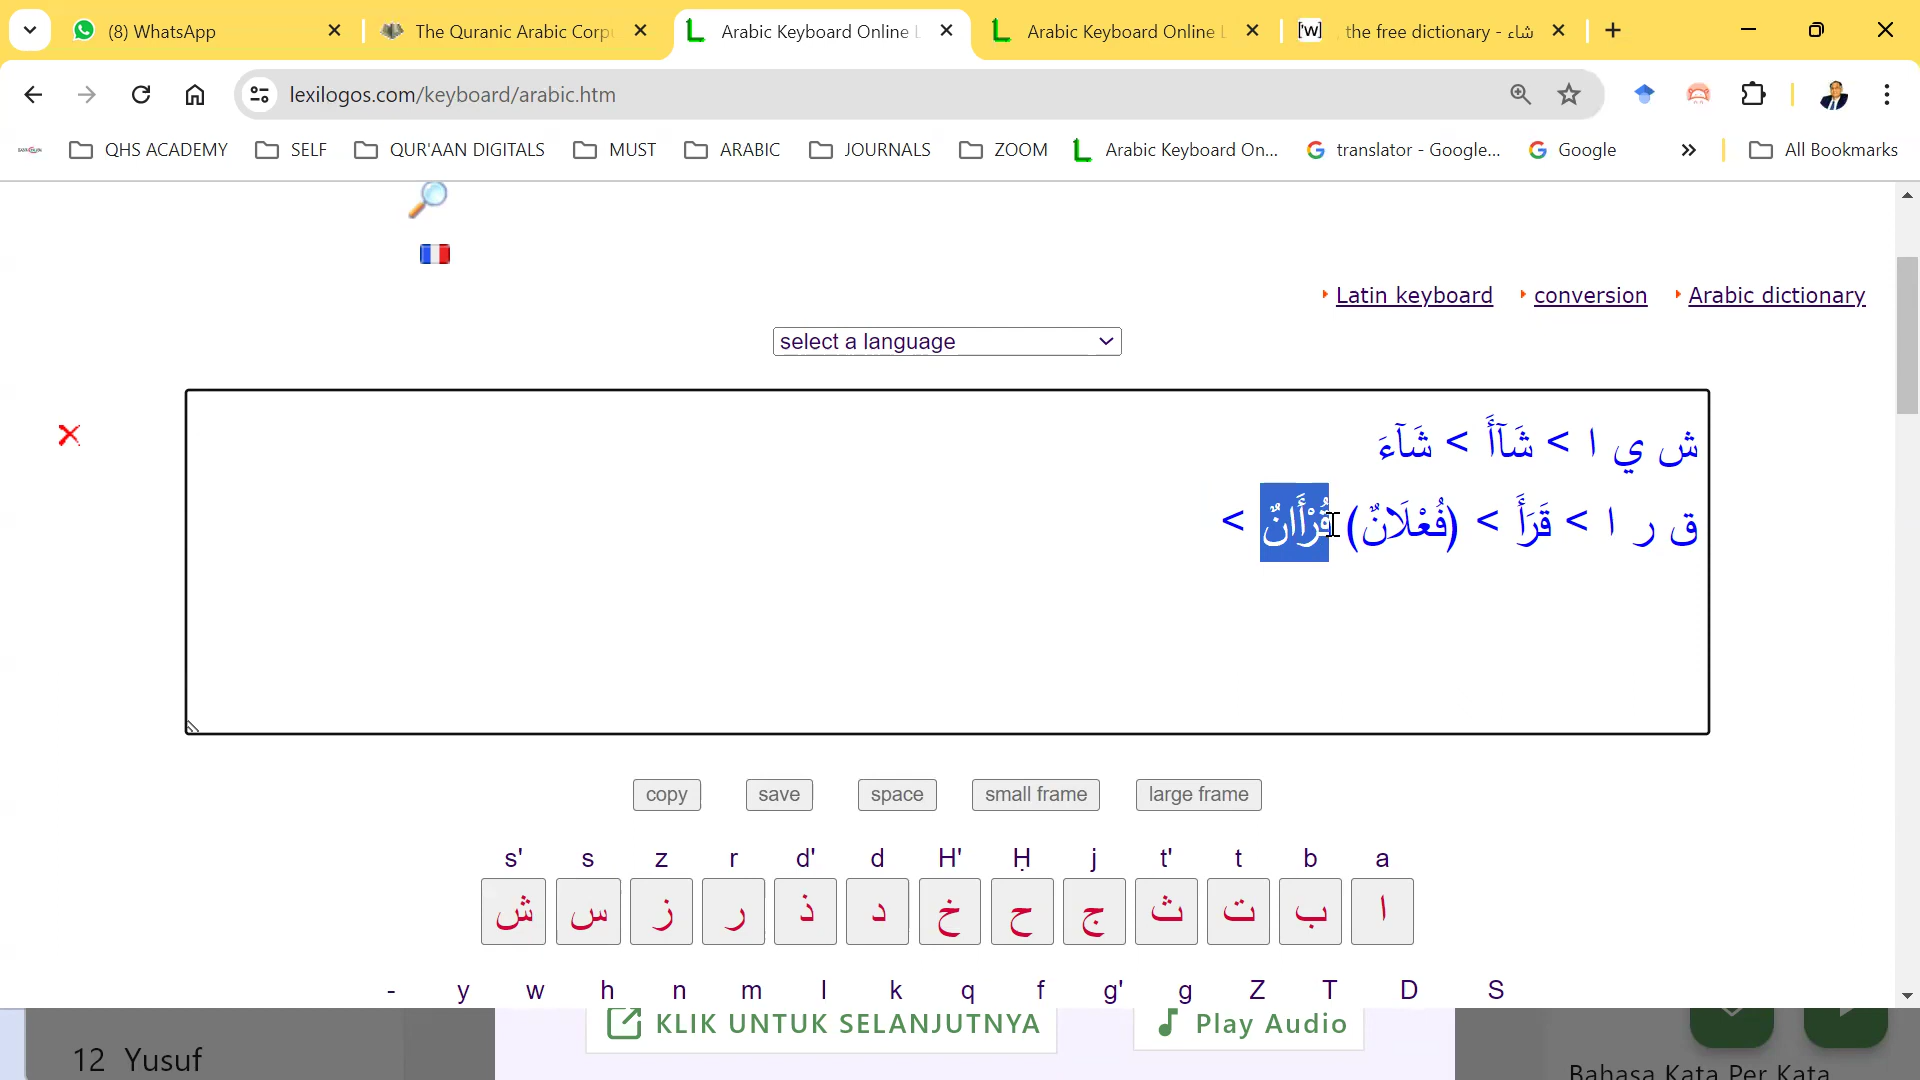 (8) WhatsApp
The Quranic Arabic Corp
Arabic Keyboard Online L
Arabic Keyboard Online L
['w] the free dictionary - شاء
lexilogos.com/keyboard/arabic.htm
QHS ACADEMY SELF QUR'AAN DIGITALS MUST ARABIC JOURNALS ZOOM Arabic Keyboard On... translator - Google... Google » All Bookmarks
Latin keyboard conversion Arabic dictionary
select a language
ش ي ا > شَآأَ > شَآءَ
ق ر ا > قَرَأَ > (فُعْلَانٌ) قُرْأَانٌ >
copy save space small frame large frame
s' s z r d' d H' Ḥ j t' t b a
ش س ز ر ذ د خ ح ج ث ت ب ا
- y w h n m l k q f g' g Z T D S
KLIK UNTUK SELANJUTNYA Play Audio
12 Yusuf
Bahasa Kata Per Kata